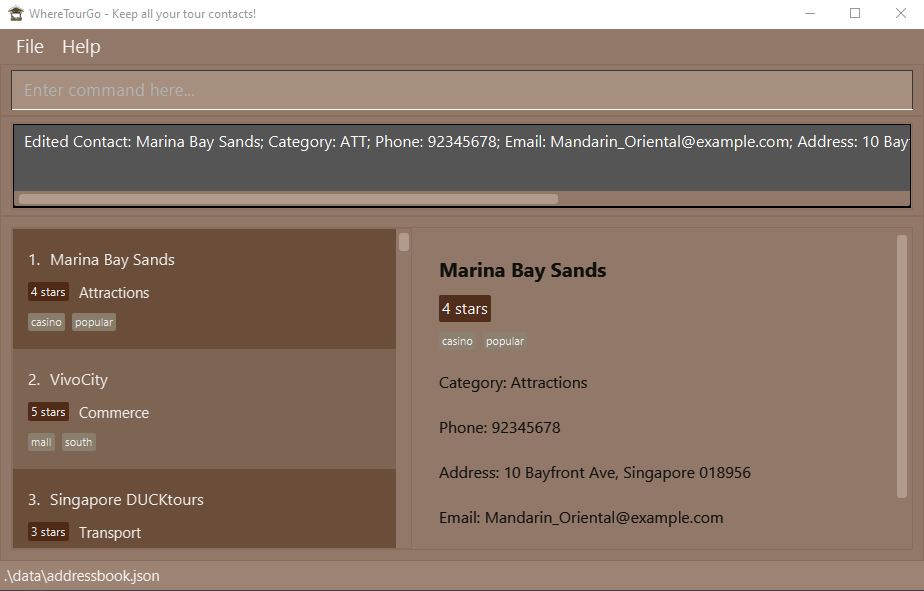 WhereTourGo - Keep all your tour contacts!
File Help
Enter command here...
Edited Contact: Marina Bay Sands; Category: ATT; Phone: 92345678; Email: Mandarin_Oriental@example.com; Address: 10 Bay
1. Marina Bay Sands
4 stars Attractions
casino popular
2. VivoCity
5 stars Commerce
mall south
3. Singapore DUCKtours
3 stars Transport
Marina Bay Sands
4 stars
casino popular
Category: Attractions
Phone: 92345678
Address: 10 Bayfront Ave, Singapore 018956
Email: Mandarin_Oriental@example.com
.\data\addressbook.json